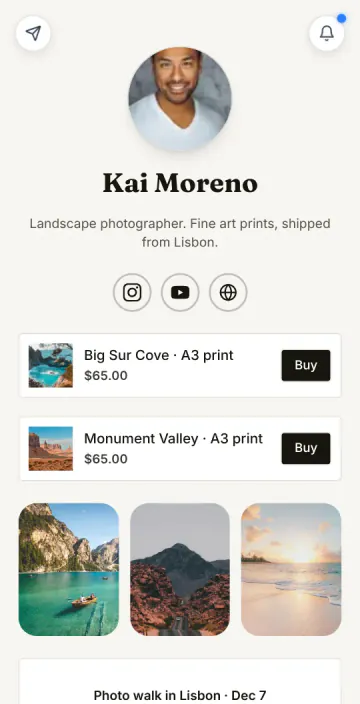 Kai Moreno
Landscape photographer. Fine art prints, shipped
from Lisbon.
Big Sur Cove · A3 print
$65.00
Buy
Monument Valley · A3 print
$65.00
Buy
Photo walk in Lisbon · Dec 7